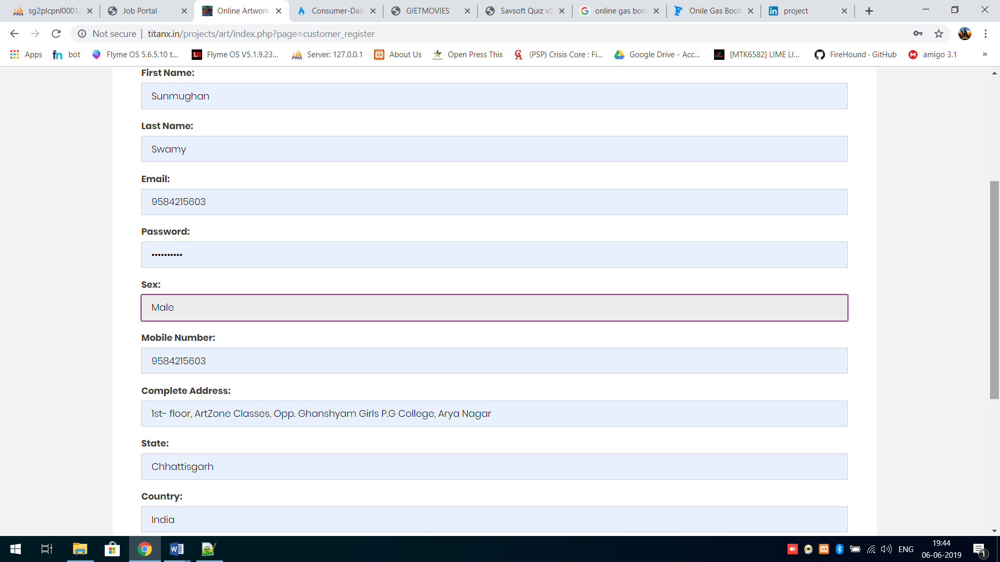 sg2plcpnl0001.
Job Portal
Online Artwork
Consumer-Das
GIETMOVIES
Savsoft Quiz v5
online gas boo
Onile Gas Book
in project
Not secure | titanx.in/projects/art/index.php?page=customer_register
Apps
fn bot
Flyme OS 5.6.5.10 t...
LR Flyme OS V5.1.9.23...
PMA Server: 127.0.0.1
About Us
Open Press This
(PSP) Crisis Core : Fi...
Google Drive - Acc...
[MTK6582] LIME LI...
FireHound · GitHub
M amigo 3.1
»
First Name:
Sunmughan
Last Name:
Swamy
Email:
9584215603
Password:
••••••••••
Sex:
Male
Mobile Number:
9584215603
Complete Address:
1st- floor, ArtZone Classes, Opp. Ghanshyam Girls P.G College, Arya Nagar
State:
Chhattisgarh
Country:
India
ENG
19:44
06-06-2019
1